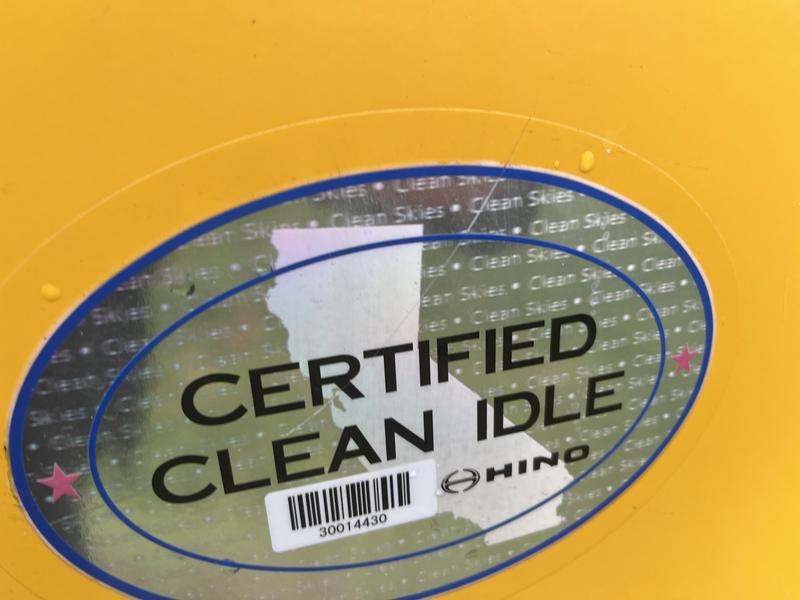 Clean Skies • Clean Skies • Clean Skies
CERTIFIED
CLEAN IDLE
HINO
30014430